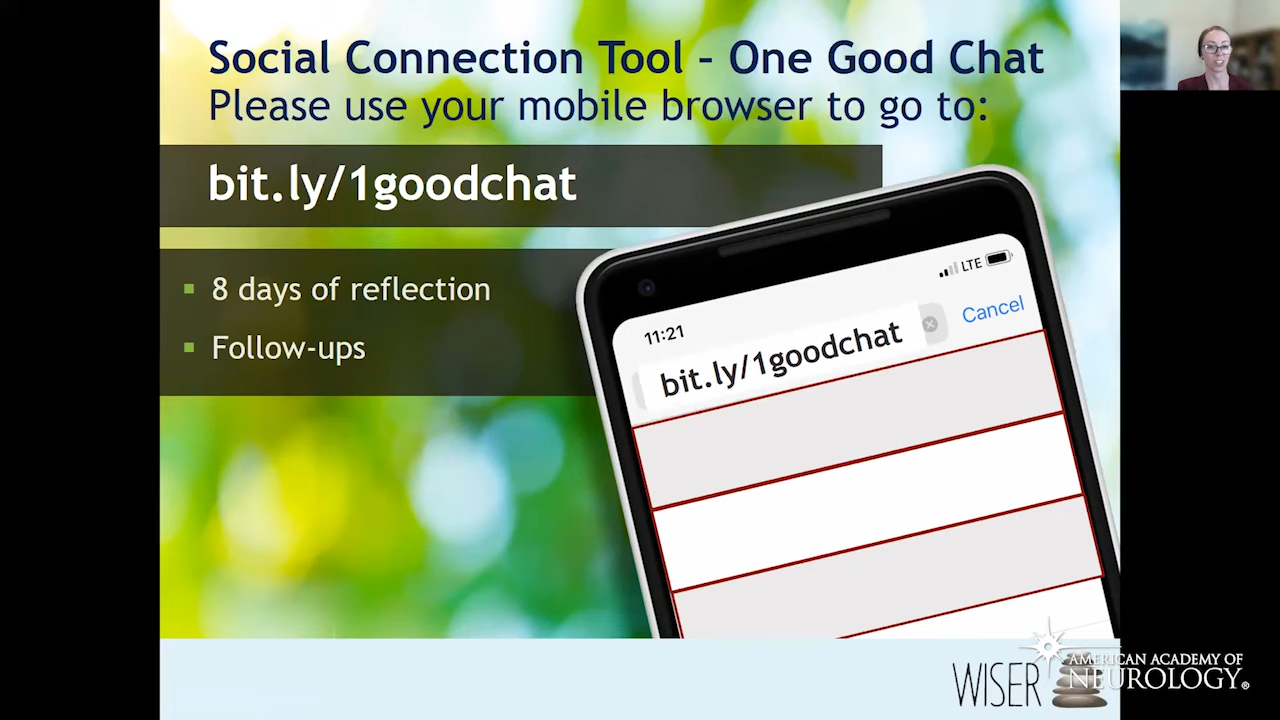 Social Connection Tool – One Good Chat
Please use your mobile browser to go to:
bit.ly/1goodchat
▪ 8 days of reflection
▪ Follow-ups
11:21
LTE
bit.ly/1goodchat
Cancel
WISER
AMERICAN ACADEMY OF
NEUROLOGY®